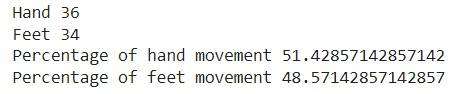 Hand 36
Feet 34
Percentage of hand movement 51.42857142857142
Percentage of feet movement 48.57142857142857